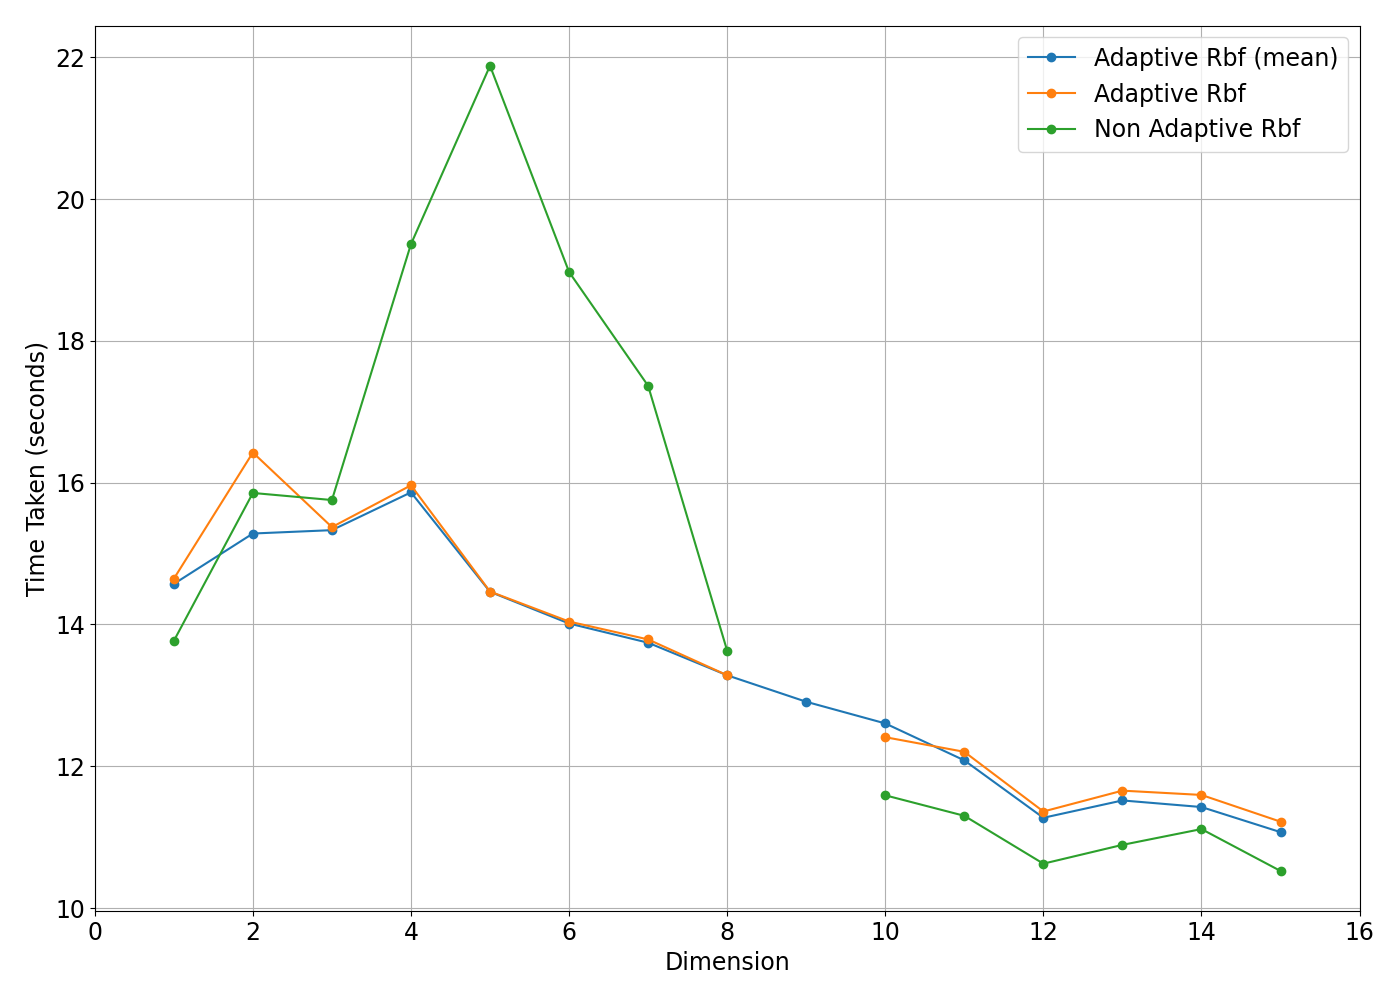 Adaptive Rbf (mean)
Adaptive Rbf
Non Adaptive Rbf
22
20
18
16
14
12
10
Time Taken (seconds)
0 2 4 6 8 10 12 14 16
Dimension